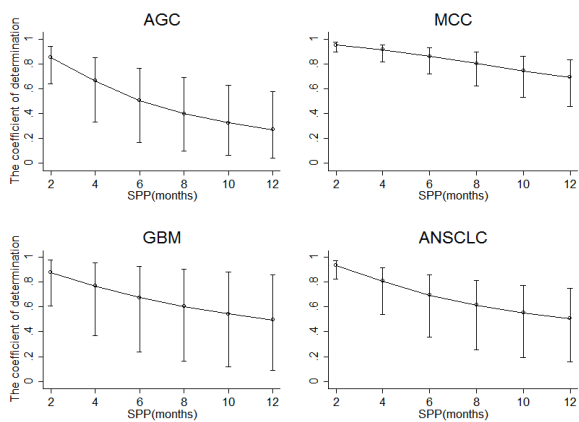 AGC
MCC
The coefficient of determination
0 .2 .4 .6 .8 1
0 .2 .4 .6 .8 1
2 4 6 8 10 12
2 4 6 8 10 12
SPP(months)
SPP(months)
GBM
ANSCLC
The coefficient of determination
0 .2 .4 .6 .8 1
0 .2 .4 .6 .8 1
2 4 6 8 10 12
2 4 6 8 10 12
SPP(months)
SPP(months)